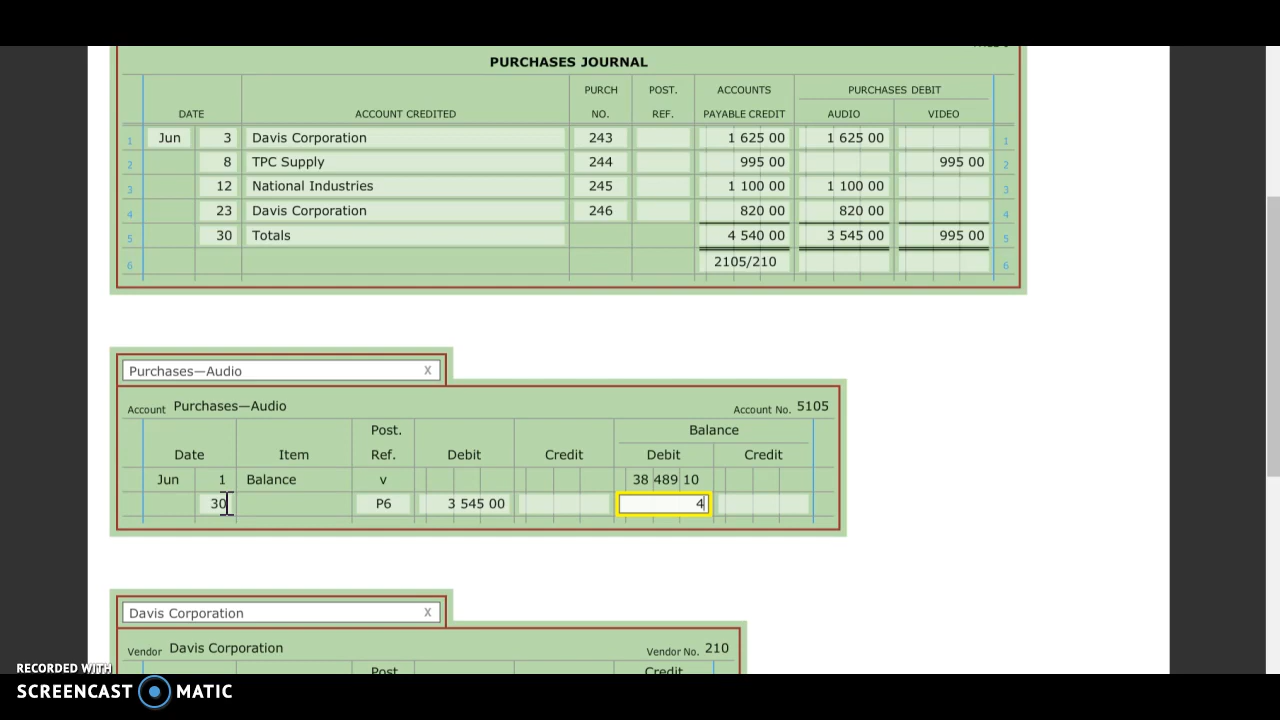 PURCHASES JOURNAL
PURCH POST. ACCOUNTS PURCHASES DEBIT
DATE ACCOUNT CREDITED NO. REF. PAYABLE CREDIT AUDIO VIDEO
1 Jun 3 Davis Corporation 243 1 625 00 1 625 00 1
2 8 TPC Supply 244 995 00 995 00 2
3 12 National Industries 245 1 100 00 1 100 00 3
4 23 Davis Corporation 246 820 00 820 00 4
5 30 Totals 4 540 00 3 545 00 995 00 5
6 2105/210 6
Purchases—Audio X
Account Purchases—Audio Account No. 5105
Post. Balance
Date Item Ref. Debit Credit Debit Credit
Jun 1 Balance v 38 489 10
30 P6 3 545 00 4
Davis Corporation X
Vendor Davis Corporation Vendor No. 210
Post Credit
RECORDED WITH
SCREENCAST MATIC